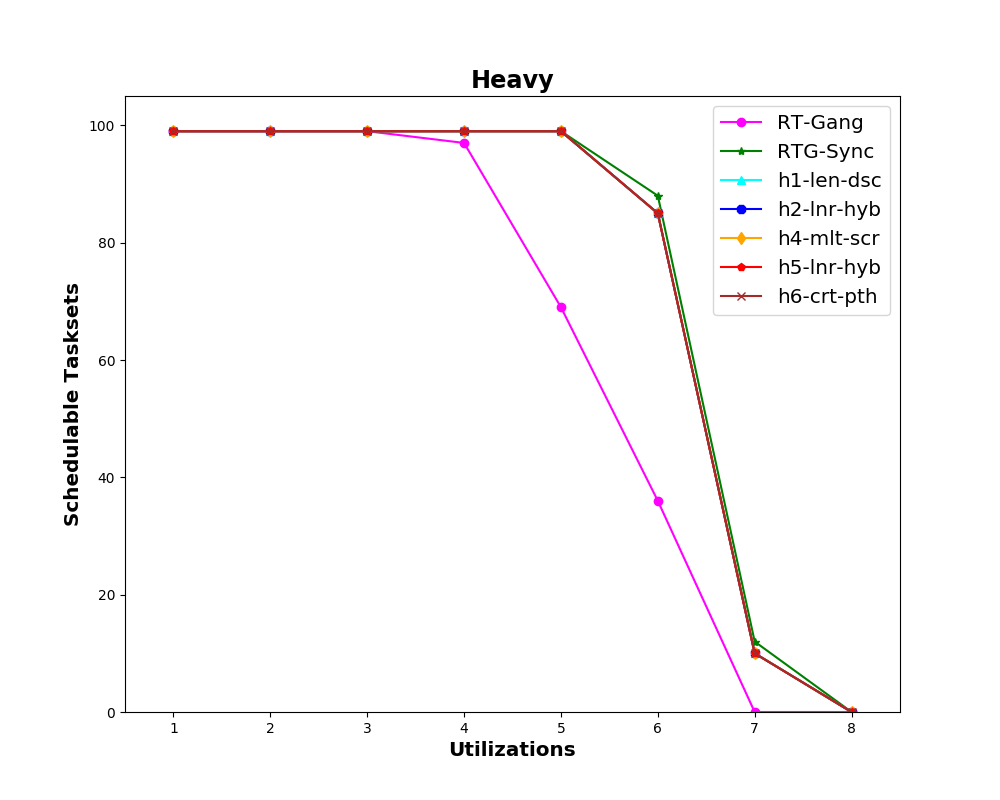 Heavy
100
80
60
40
20
0
Schedulable Tasksets
RT-Gang
RTG-Sync
h1-len-dsc
h2-lnr-hyb
h4-mlt-scr
h5-lnr-hyb
h6-crt-pth
1 2 3 4 5 6 7 8
Utilizations